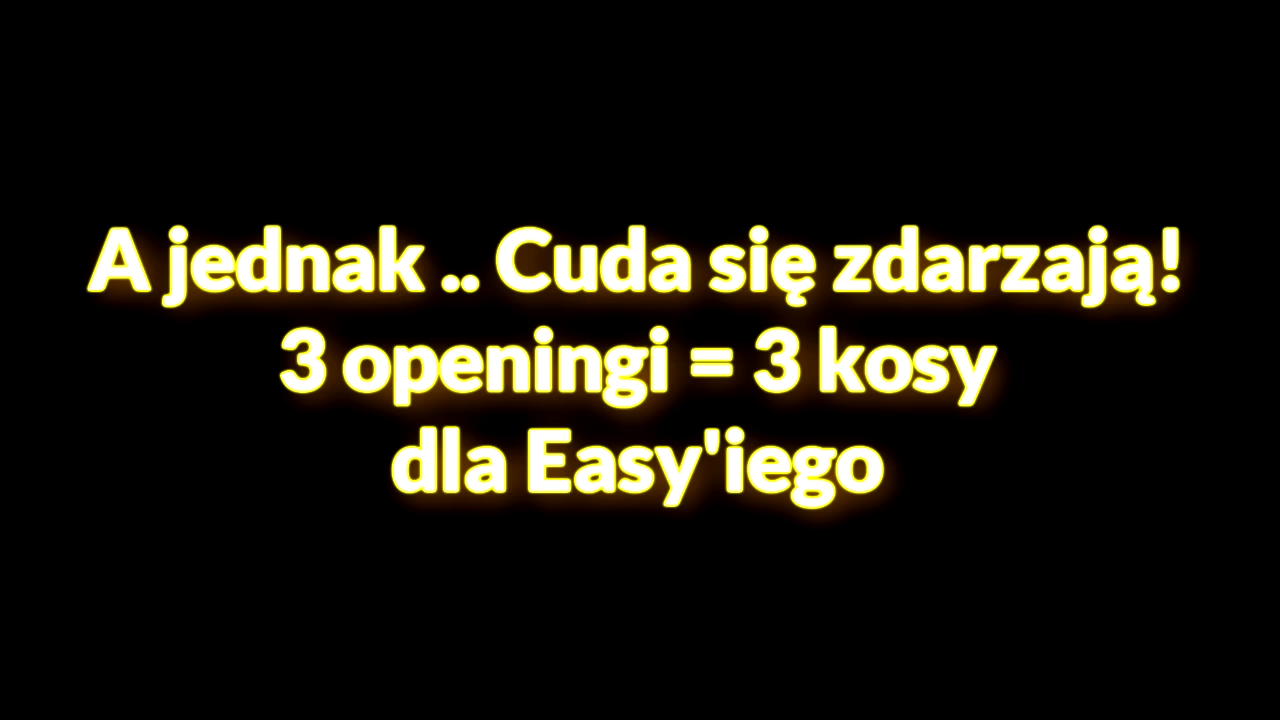 A jednak .. Cuda się zdarzają!
3 openingi = 3 kosy
dla Easy'iego